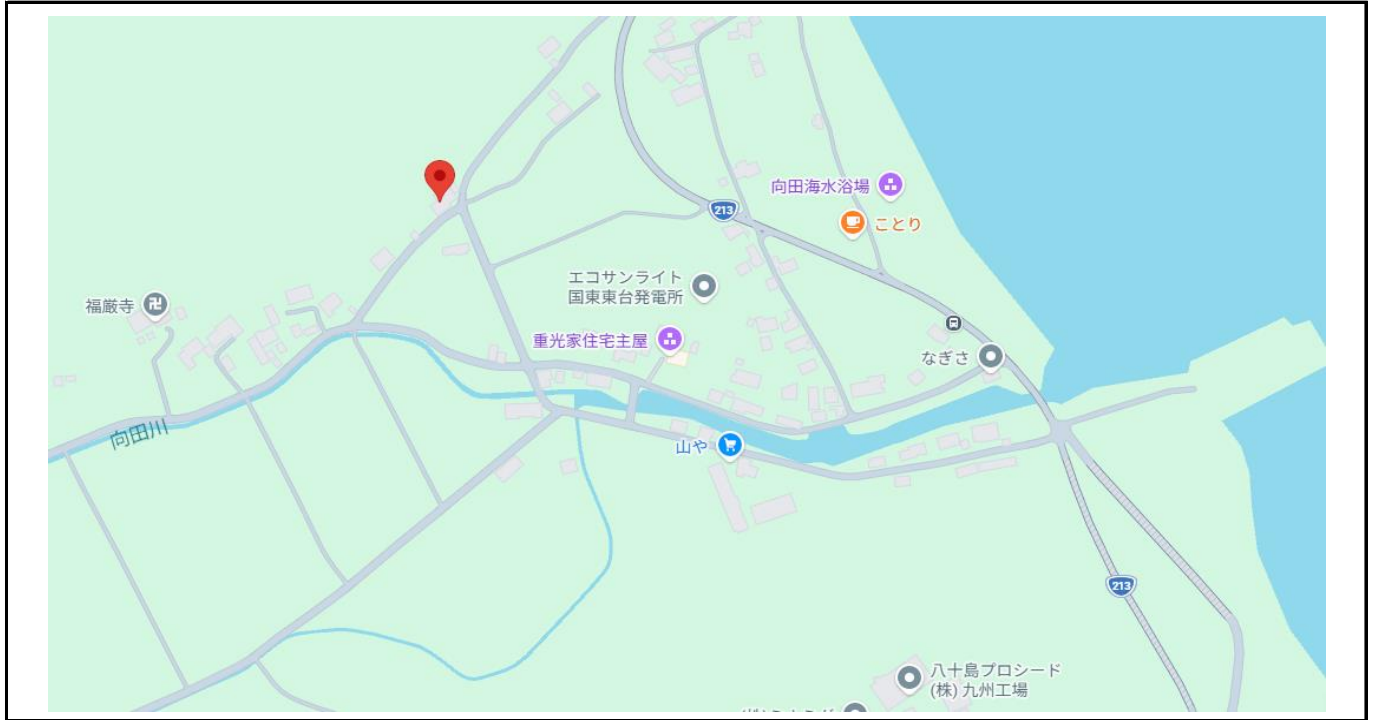 向田海水浴場
213
ことり
エコサンライト
国東東台発電所
福厳寺
重光家住宅主屋
なぎさ
向田川
山や
213
八十島プロシード
(株)九州工場